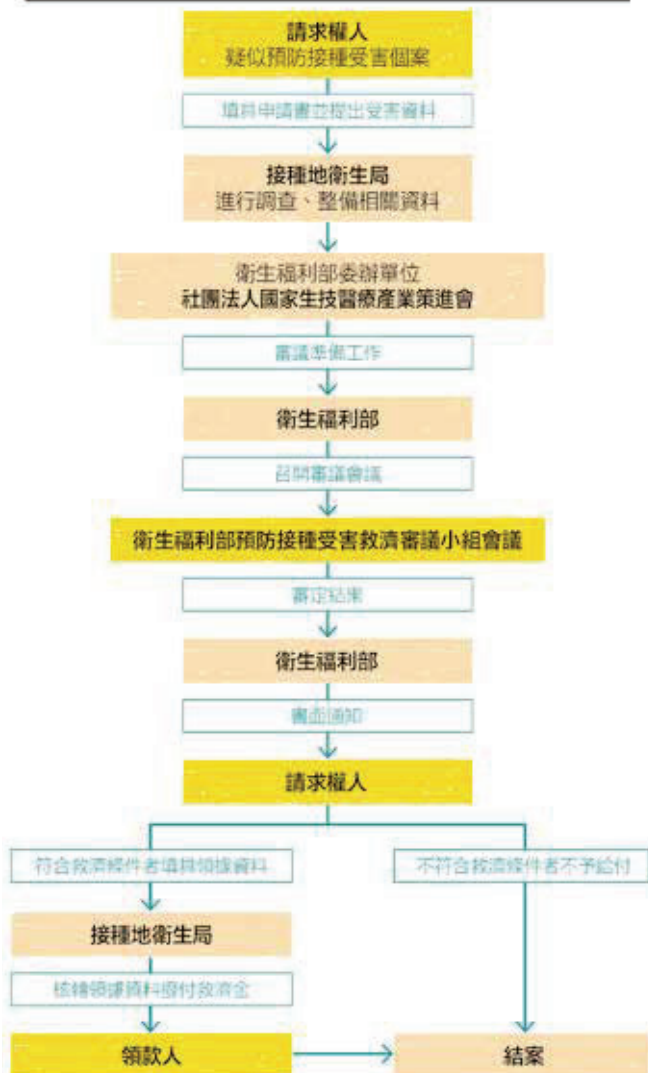 請求權人
疑似預防接種受害個案
填具申請書並提出受害資料
接種地衛生局
進行調查、整備相關資料
衛生福利部委辦單位
社團法人國家生技醫療產業策進會
審議準備工作
衛生福利部
召開審議會議
衛生福利部預防接種受害救濟審議小組會議
審定結果
衛生福利部
書面通知
請求權人
符合救濟條件者填具領據資料
不符合救濟條件者不予給付
接種地衛生局
核轉領據資料撥付救濟金
領款人
結案